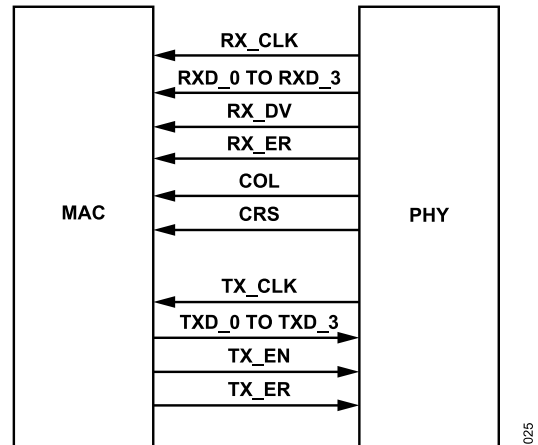 RX_CLK
RXD_0 TO RXD_3
RX_DV
RX_ER
COL
MAC
CRS
PHY
TX_CLK
TXD_0 TO TXD_3
TX_EN
TX_ER
025